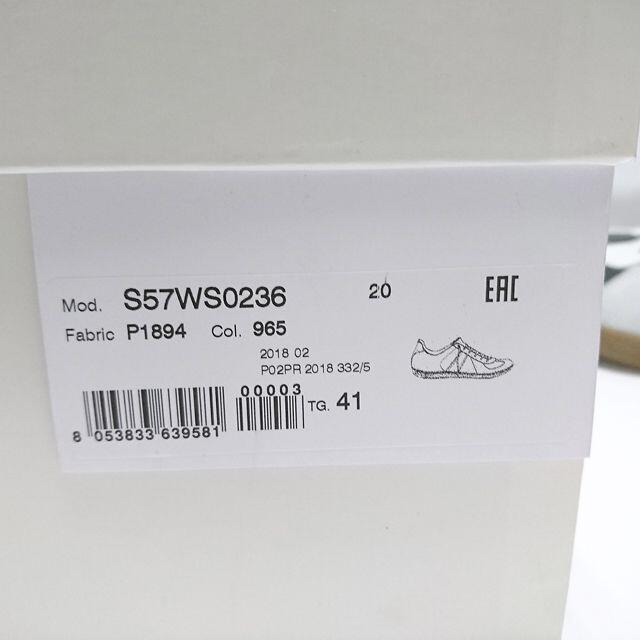 Mod. S57WS0236 20 EAC
Fabric P1894 Col. 965
2018 02
P02PR 2018 332/5
00003
TG. 41
8 053833 639581